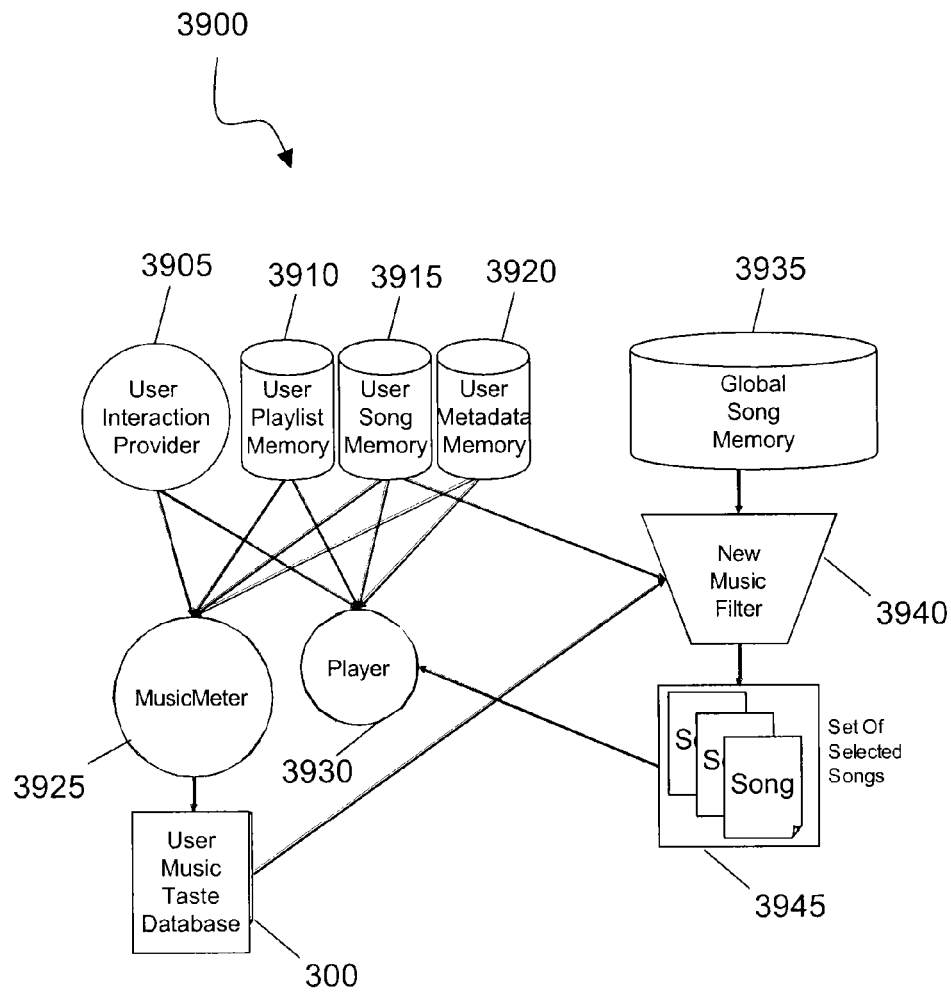 3900
3905
3910
3915
3920
3935
User
Interaction
Provider
User
Playlist
Memory
User
Song
Memory
User
Metadata
Memory
Global
Song
Memory
New
Music
Filter
3940
MusicMeter
Player
3925
3930
So
So
Song
Set Of
Selected
Songs
3945
User
Music
Taste
Database
300